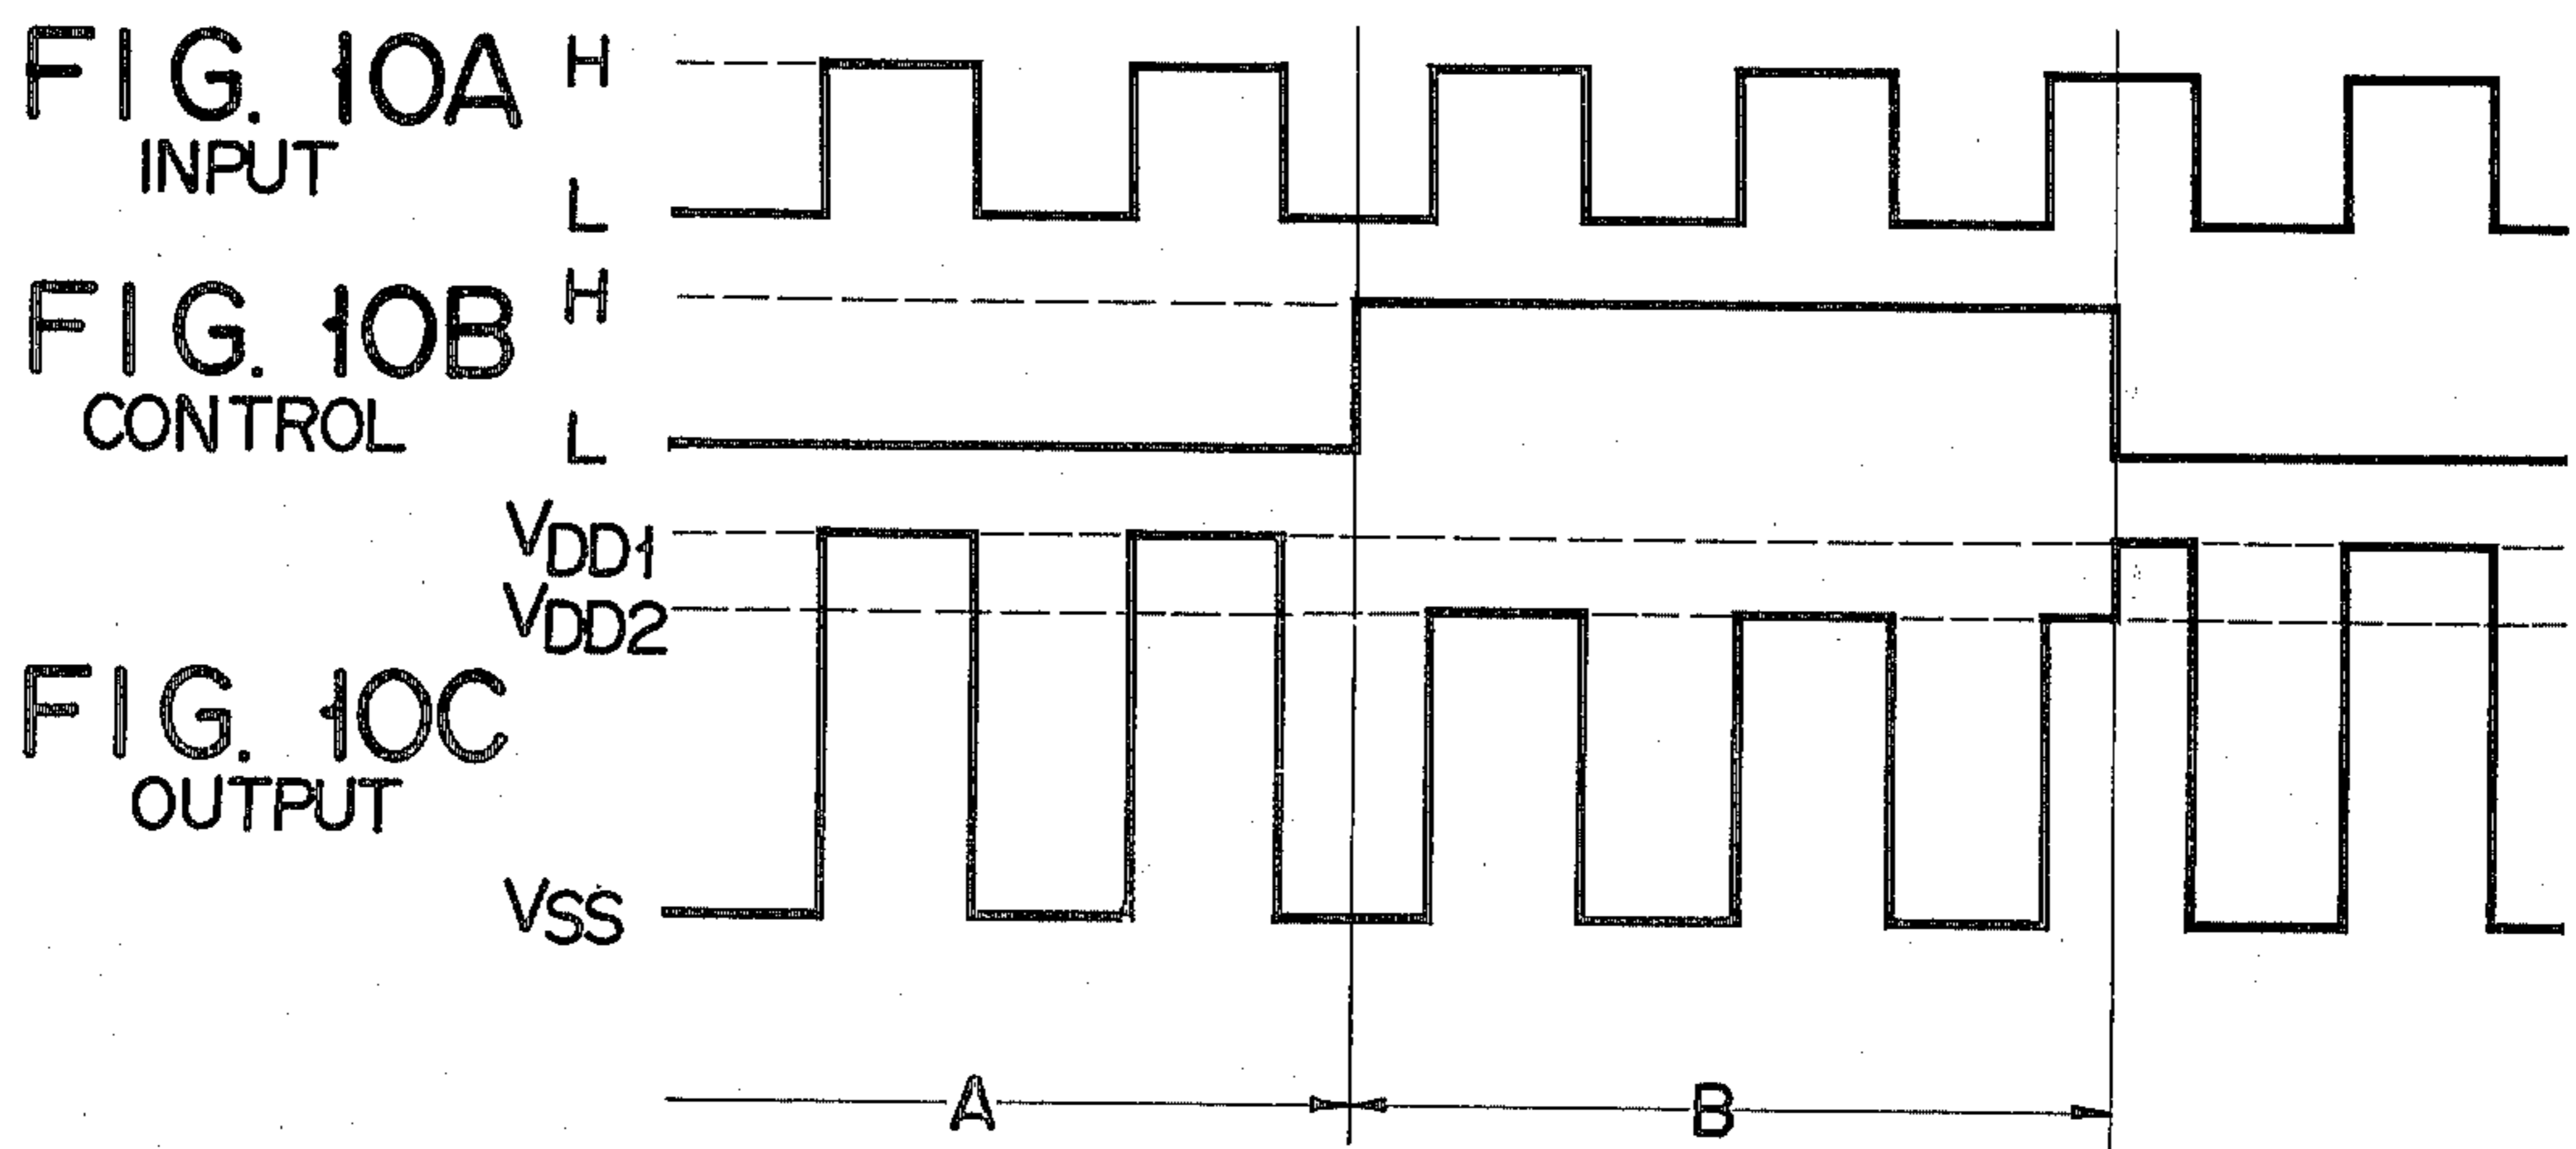 FIG. 10A
INPUT
H
L
FIG. 10B
CONTROL
H
L
FIG. 10C
OUTPUT
VDD1
VDD2
VSS
A
B